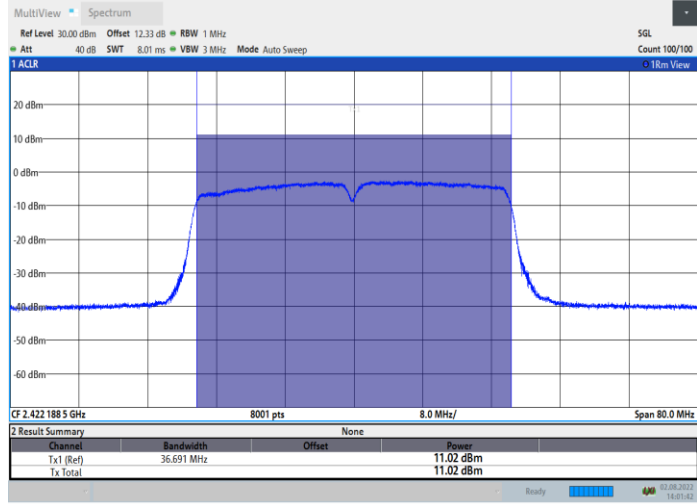 MultiView Spectrum
Ref Level 30.00 dBm Offset 12.33 dB RBW 1 MHz SGL
Att 40 dB SWT 8.01 ms VBW 3 MHz Mode Auto Sweep Count 100/100
1 ACLR 1Rm View
20 dBm
10 dBm
0 dBm
-10 dBm
-20 dBm
-30 dBm
-40 dBm
-50 dBm
-60 dBm
CF 2.422 188 5 GHz 8001 pts 8.0 MHz/ Span 80.0 MHz
2 Result Summary None
Channel Bandwidth Offset Power
Tx1 (Ref) 36.691 MHz 11.02 dBm
Tx Total 11.02 dBm
Ready 02.08.2022
14:01:42